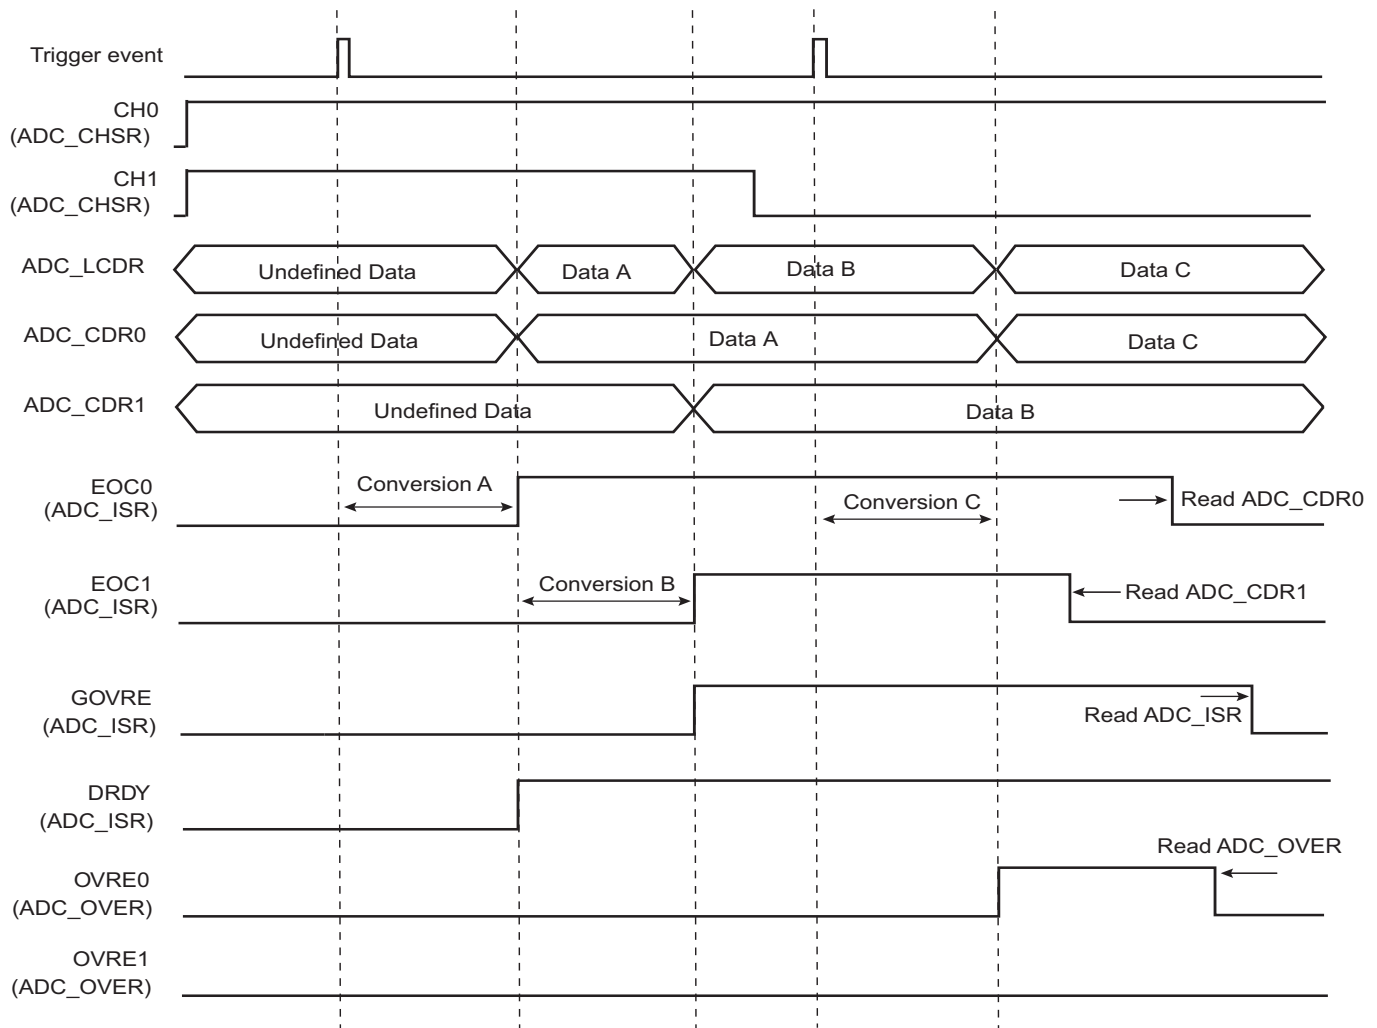 Trigger event
CH0
(ADC_CHSR)
CH1
(ADC_CHSR)
ADC_LCDR
Undefined Data
Data A
Data B
Data C
ADC_CDR0
Undefined Data
Data A
Data C
ADC_CDR1
Undefined Data
Data B
EOC0
(ADC_ISR)
Conversion A
Conversion C
Read ADC_CDR0
EOC1
(ADC_ISR)
Conversion B
Read ADC_CDR1
GOVRE
(ADC_ISR)
Read ADC_ISR
DRDY
(ADC_ISR)
Read ADC_OVER
OVRE0
(ADC_OVER)
OVRE1
(ADC_OVER)